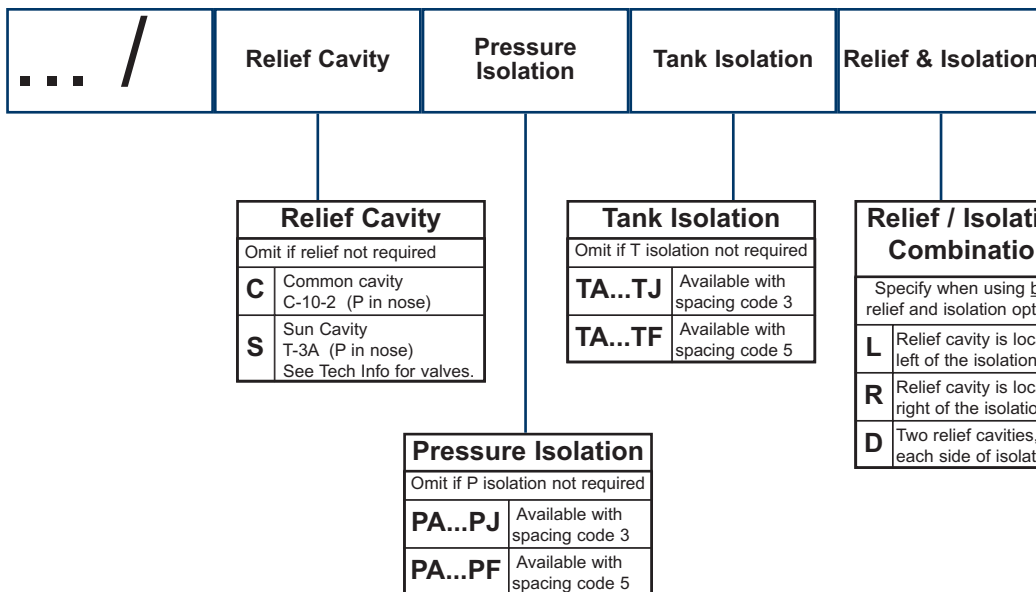 ... /
Relief Cavity
Pressure
Isolation
Tank Isolation
Relief & Isolation
Relief Cavity
Omit if relief not required
C
Common cavity
C-10-2 (P in nose)
S
Sun Cavity
T-3A (P in nose)
See Tech Info for valves.
Tank Isolation
Omit if T isolation not required
TA...TJ
Available with
spacing code 3
TA...TF
Available with
spacing code 5
Relief / Isolati
Combinatio
Specify when using b
relief and isolation opt
L
Relief cavity is loc
left of the isolation
R
Relief cavity is loc
right of the isolatio
D
Two relief cavities,
each side of isolat
Pressure Isolation
Omit if P isolation not required
PA...PJ
Available with
spacing code 3
PA...PF
Available with
spacing code 5